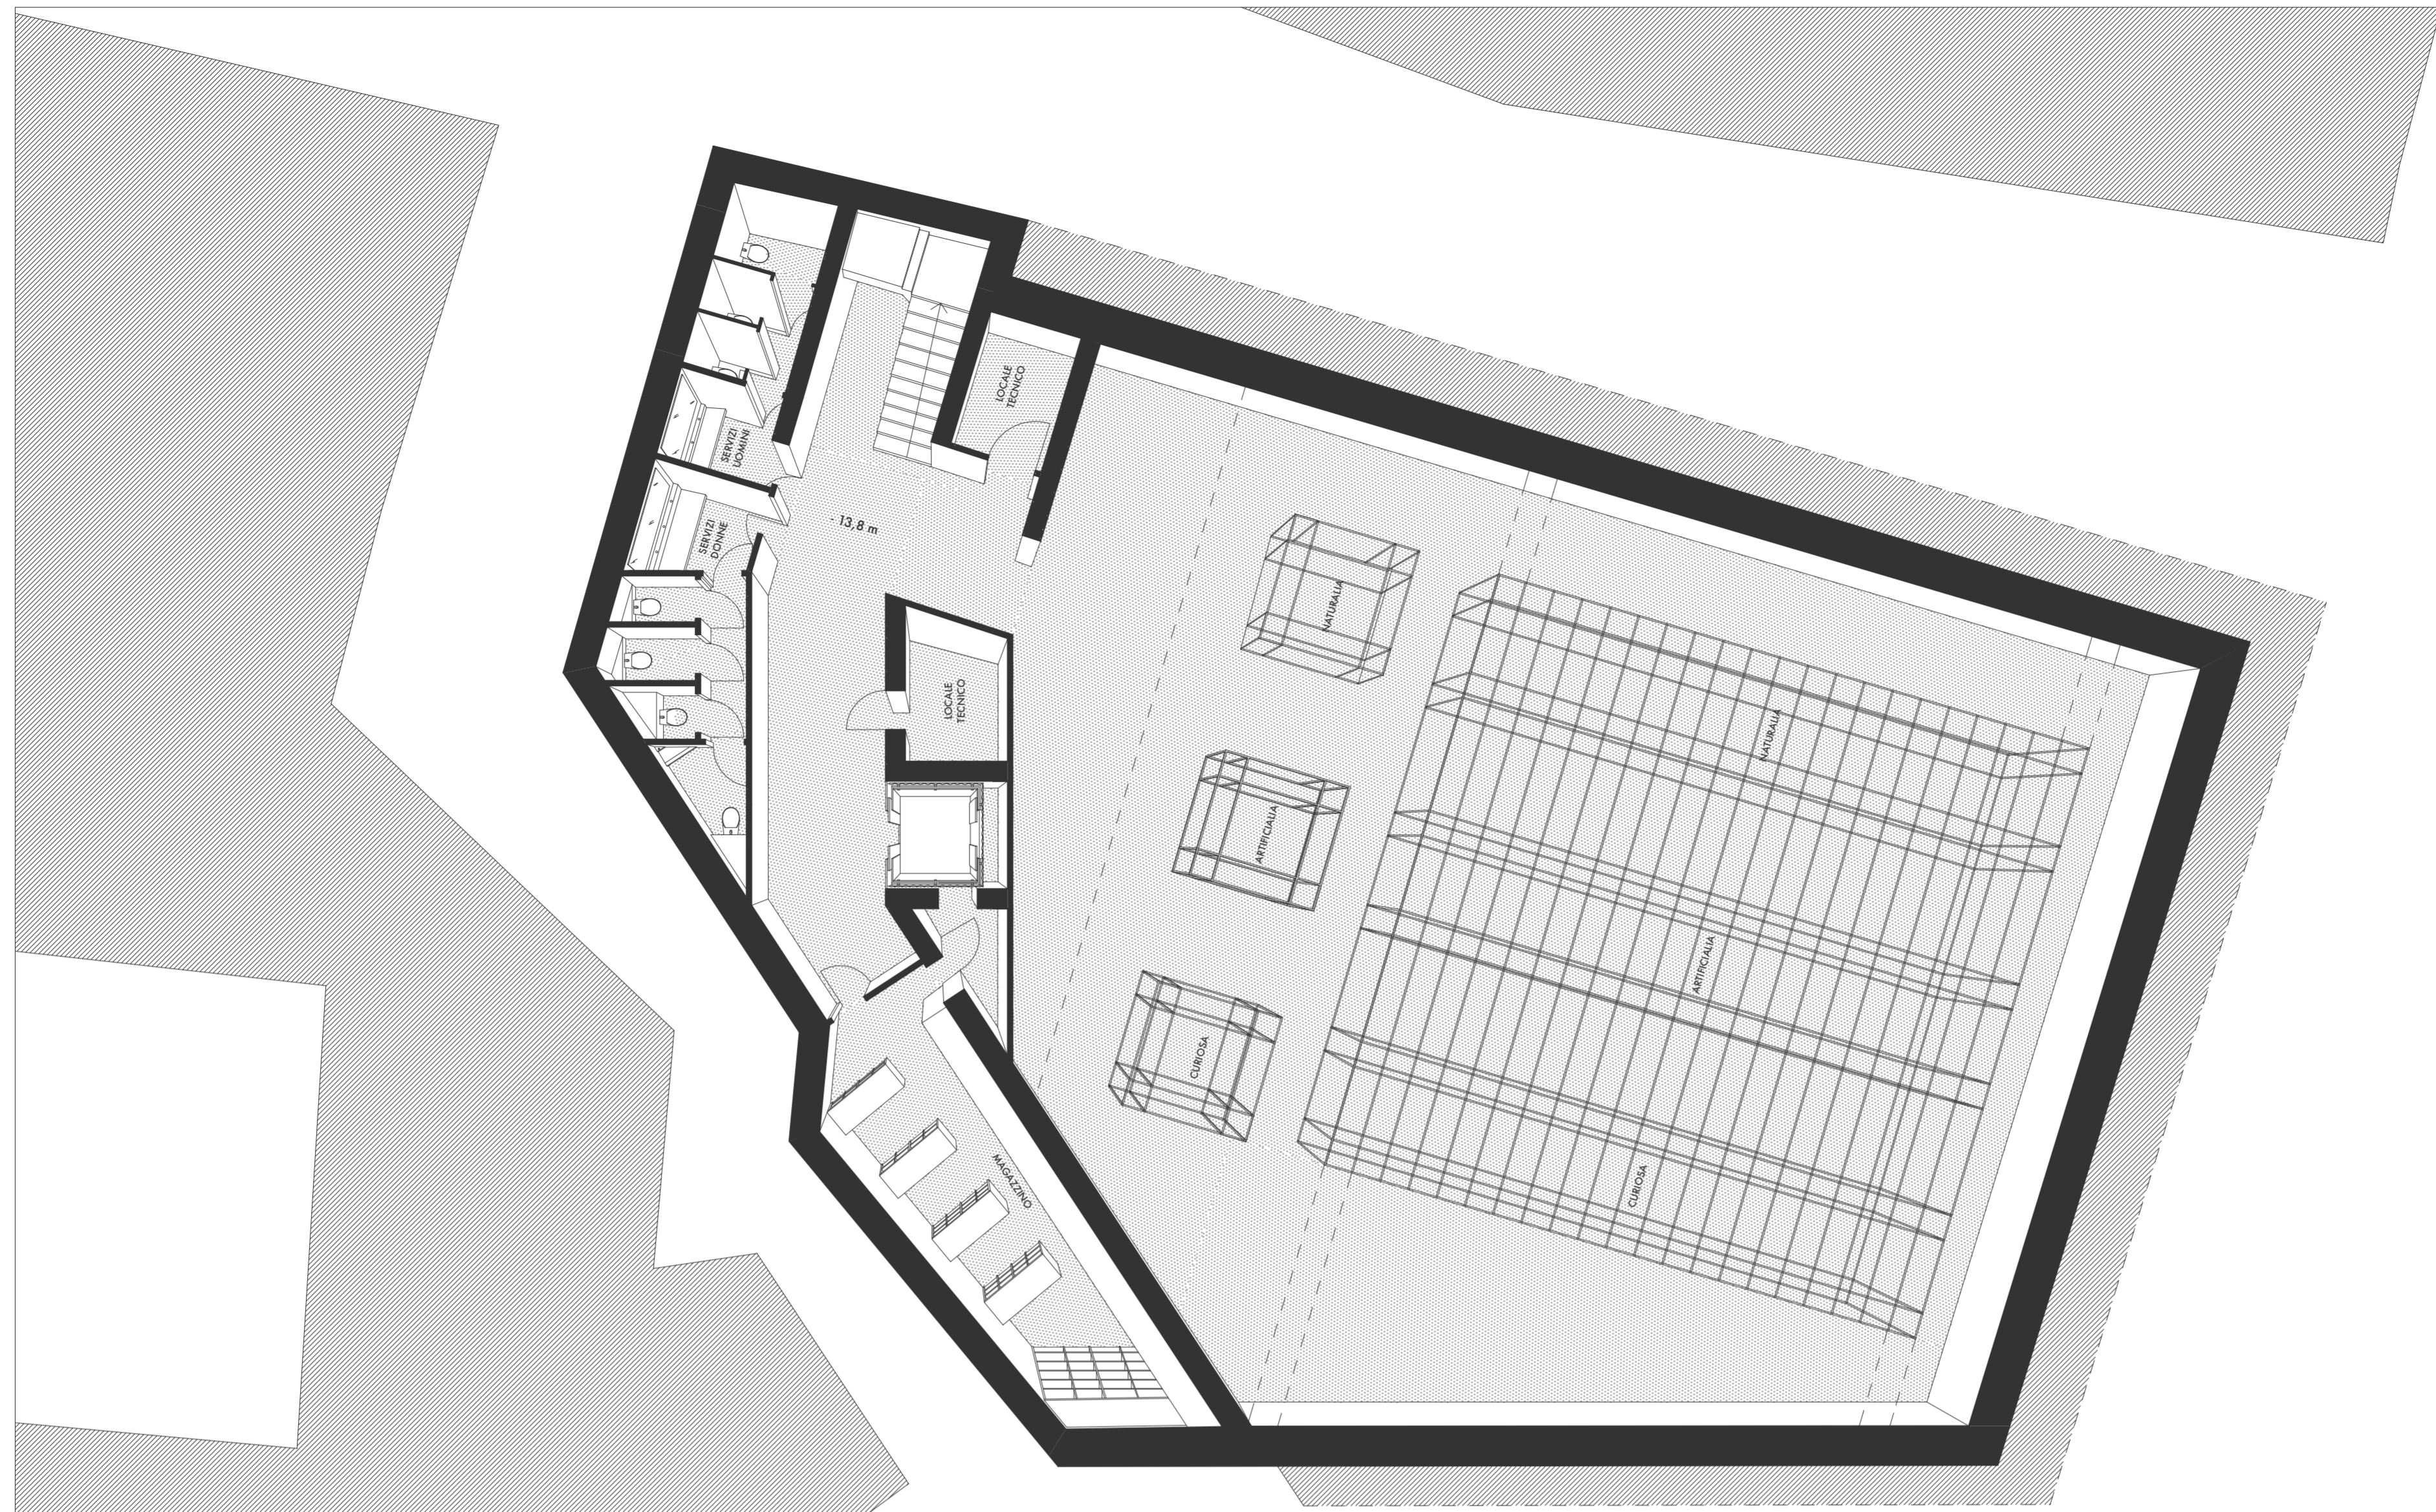 LOCALE
TECNICO
SERVIZI
UOMINI
- 13,8 m
SERVIZI
DONNE
NATURALIA
LOCALE
TECNICO
NATURALIA
ARTIFICIALIA
ARTIFICIALIA
CURIOSA
MAGAZZINO
CURIOSA